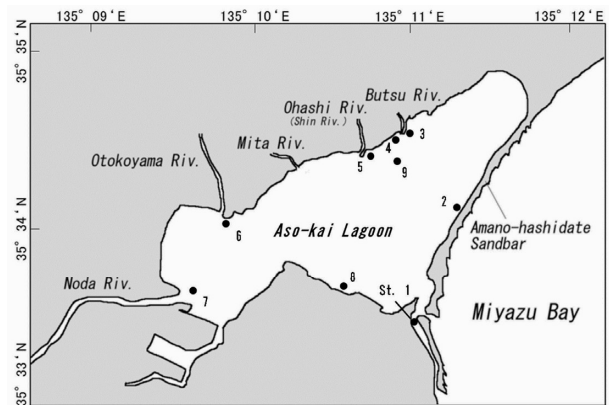 135° 09' E
135° 10' E
135° 11' E
135° 12' E
35° 35' N
35° 34' N
35° 33' N
Butsu Riv.
Ohashi Riv.
(Shin Riv.)
Mita Riv.
Otokoyama Riv.
3
4
5
9
2
6
Aso-kai Lagoon
Amano-hashidate
Sandbar
Noda Riv.
7
8
St. 1
Miyazu Bay